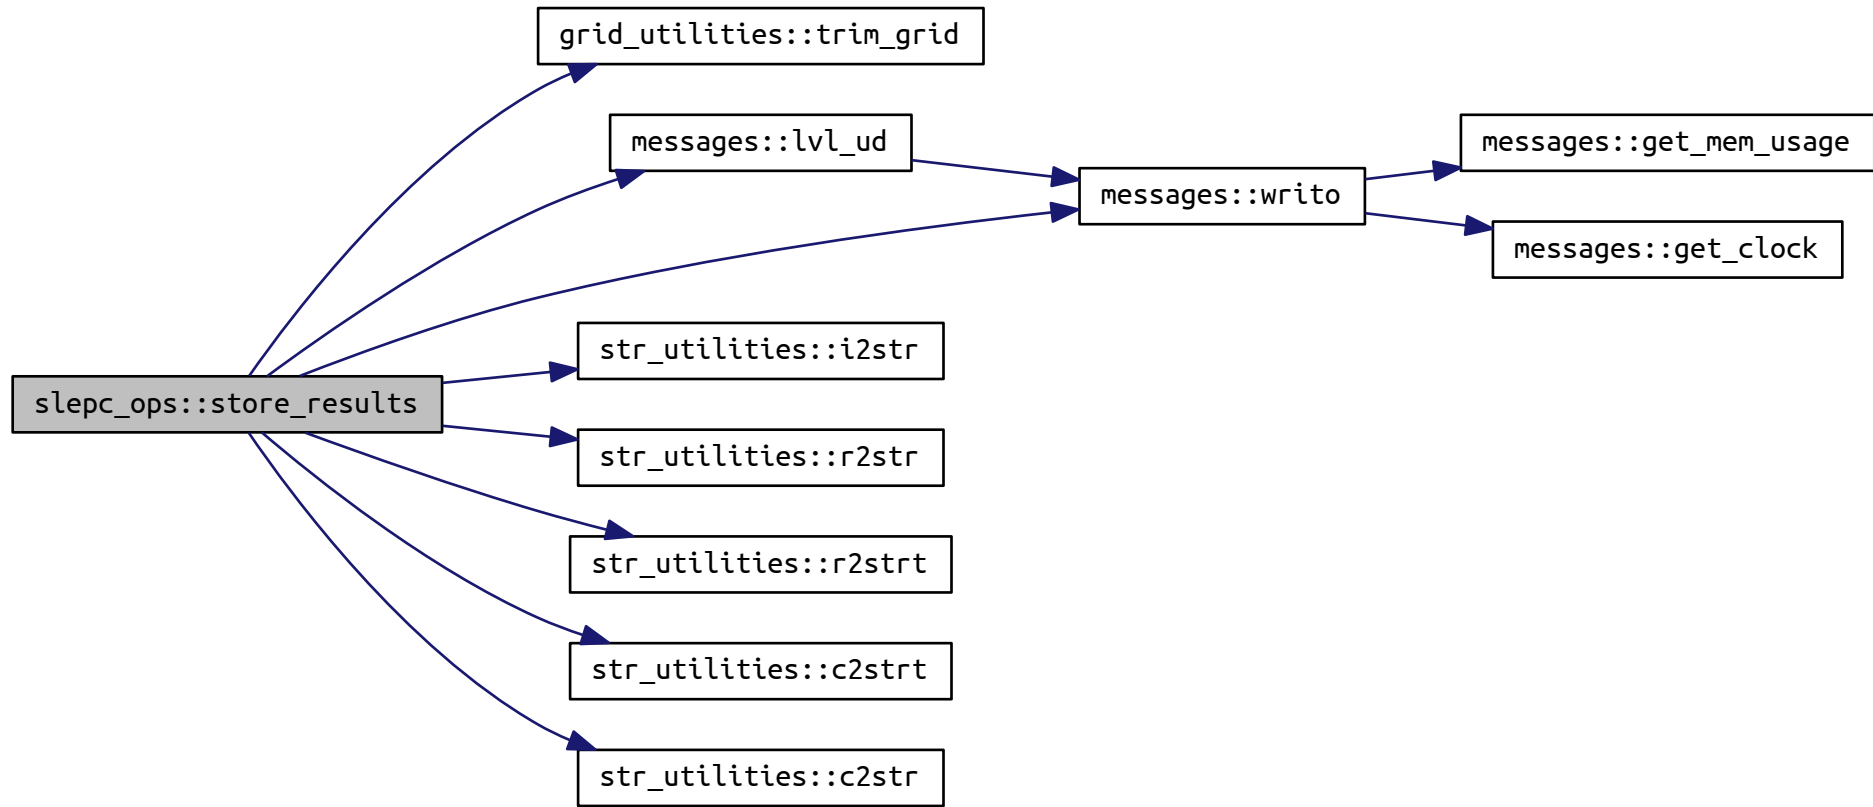 grid_utilities::trim_grid
messages::lvl_ud
messages::get_mem_usage
messages::writo
messages::get_clock
str_utilities::i2str
slepc_ops::store_results
str_utilities::r2str
str_utilities::r2strt
str_utilities::c2strt
str_utilities::c2str